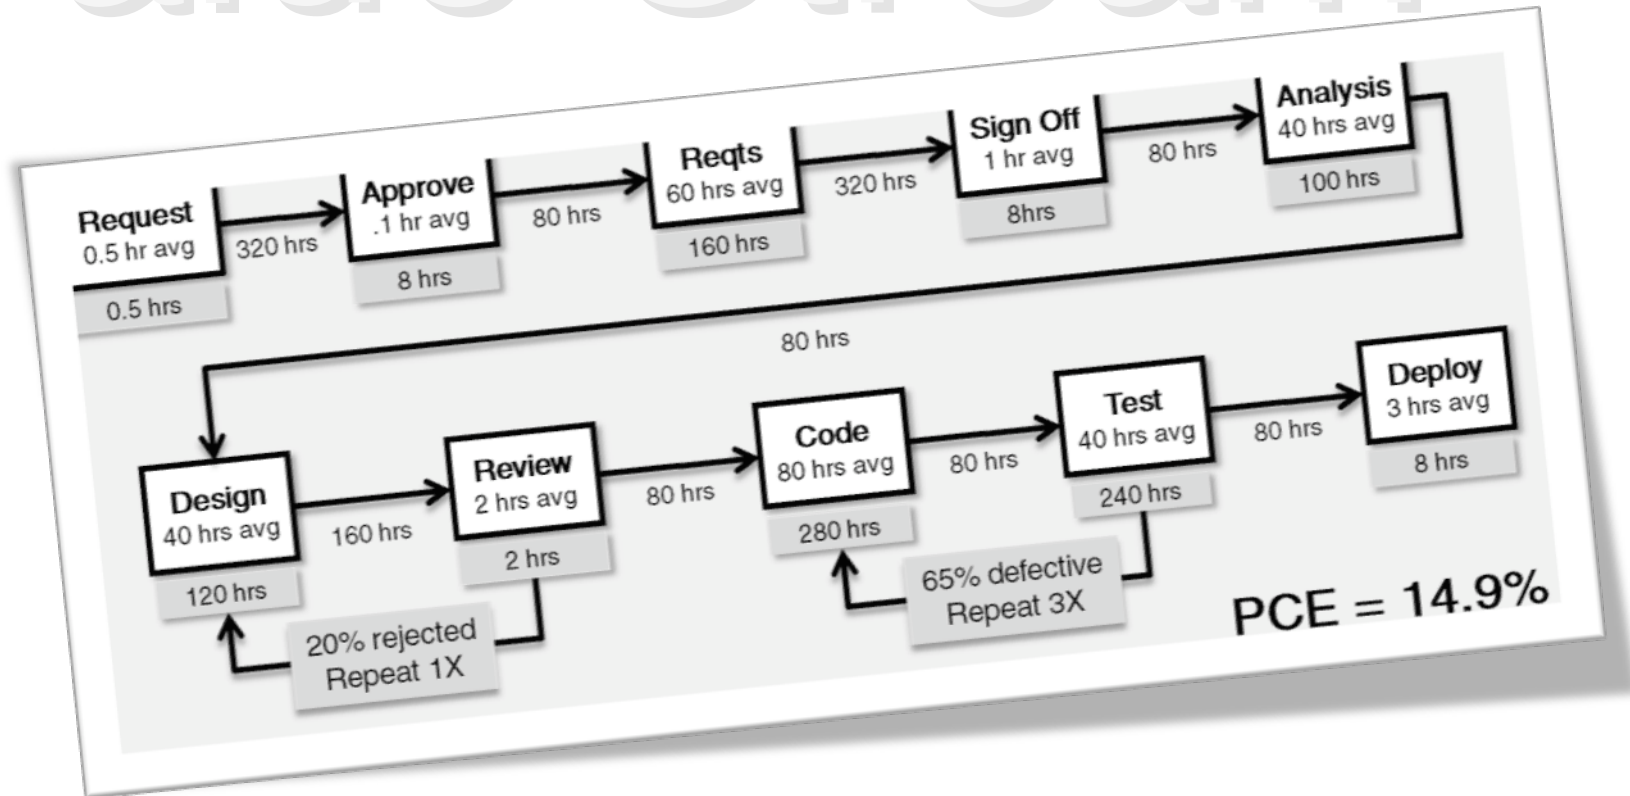 Request
0.5 hr avg
0.5 hrs
320 hrs
Approve
.1 hr avg
8 hrs
80 hrs
Reqts
60 hrs avg
160 hrs
320 hrs
Sign Off
1 hr avg
8hrs
80 hrs
Analysis
40 hrs avg
100 hrs
80 hrs
Design
40 hrs avg
120 hrs
160 hrs
Review
2 hrs avg
2 hrs
20% rejected
Repeat 1X
80 hrs
Code
80 hrs avg
280 hrs
80 hrs
Test
40 hrs avg
240 hrs
65% defective
Repeat 3X
80 hrs
Deploy
3 hrs avg
8 hrs
PCE = 14.9%